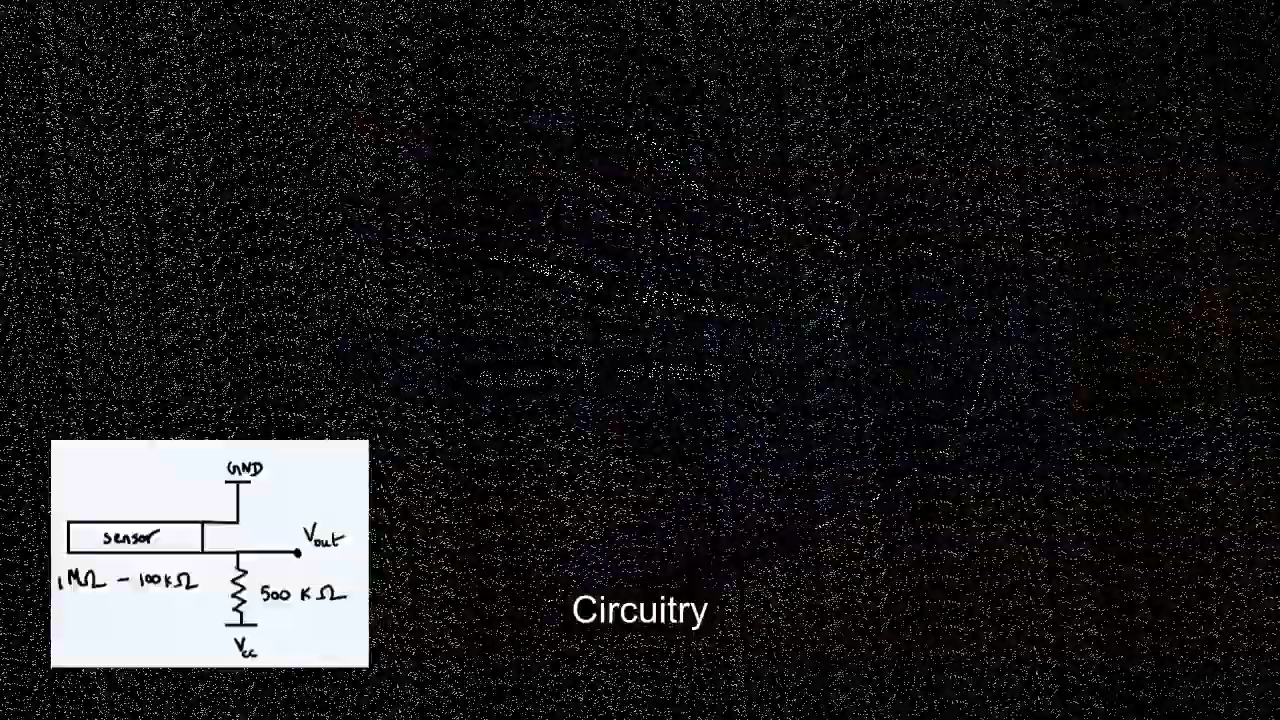 GND
sensor
Vout
1MΩ - 100kΩ
500 KΩ
Vcc
Circuitry